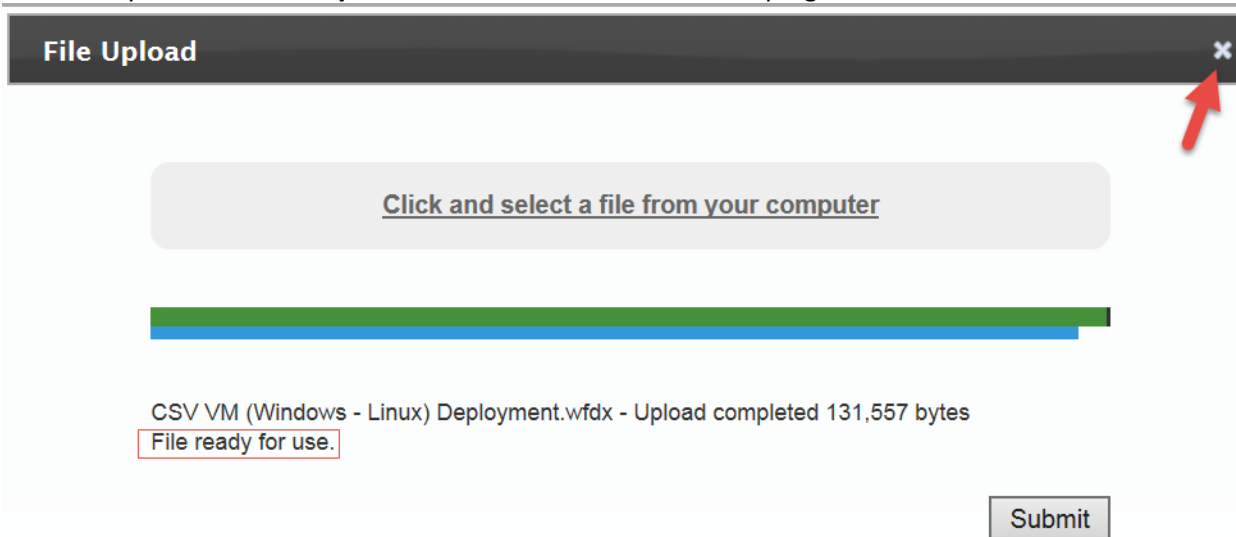 File Upload
Click and select a file from your computer
CSV VM (Windows - Linux) Deployment.wfdx - Upload completed 131,557 bytes
File ready for use.
Submit